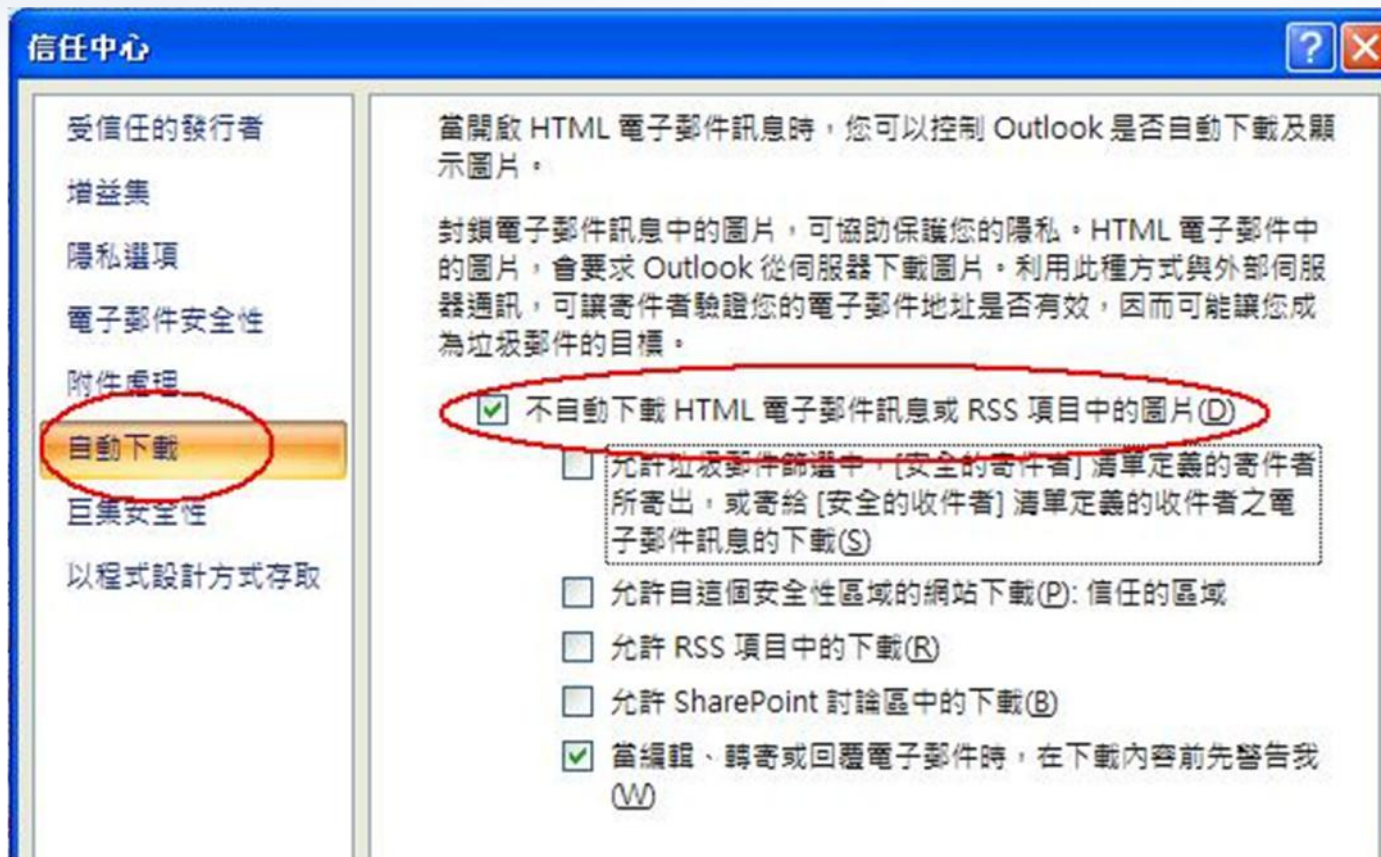 信任中心
受信任的發行者
增益集
隱私選項
電子郵件安全性
附件處理
自動下載
巨集安全性
以程式設計方式存取
當開啟 HTML 電子郵件訊息時，您可以控制 Outlook 是否自動下載及顯
示圖片。
封鎖電子郵件訊息中的圖片，可協助保護您的隱私。HTML 電子郵件中
的圖片，會要求 Outlook 從伺服器下載圖片。利用此種方式與外部伺服
器通訊，可讓寄件者驗證您的電子郵件地址是否有效，因而可能讓您成
為垃圾郵件的目標。
不自動下載 HTML 電子郵件訊息或 RSS 項目中的圖片(D)
允許垃圾郵件篩選中，[安全的寄件者] 清單定義的寄件者
所寄出，或寄給 [安全的收件者] 清單定義的收件者之電
子郵件訊息的下載(S)
允許自這個安全性區域的網站下載(P): 信任的區域
允許 RSS 項目中的下載(R)
允許 SharePoint 討論區中的下載(B)
當編輯、轉寄或回覆電子郵件時，在下載內容前先警告我
(W)